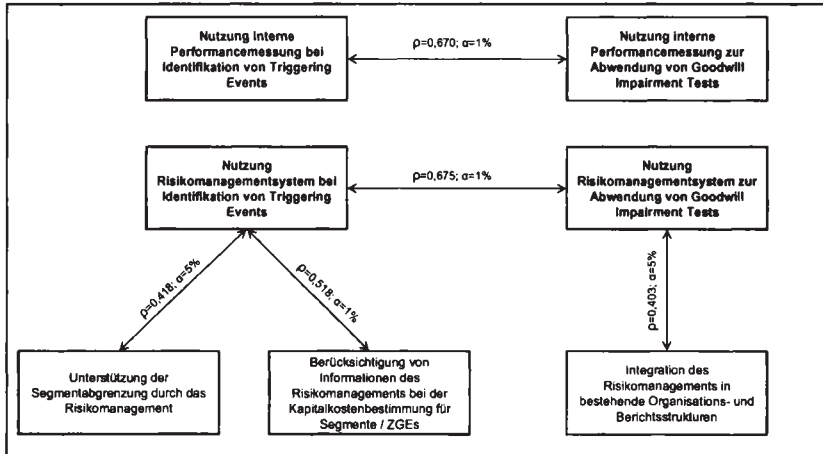 Nutzung Interne
Performancemessung bei
Identifikation von Triggering
Events
ρ=0,670; α=1%
Nutzung interne
Performancemessung zur
Abwendung von Goodwill
Impairment Tests
Nutzung
Risikomanagementsystem bei
Identifikation von Triggering
Events
ρ=0,675; α=1%
Nutzung
Risikomanagementsystem zur
Abwendung von Goodwill
Impairment Tests
ρ=0,418; α=5%
ρ=0,518; α=1%
ρ=0,403; α=5%
Unterstützung der
Segmentabgrenzung durch das
Risikomanagement
Berücksichtigung von
Informationen des
Risikomanagements bei der
Kapitalkostenbestimmung für
Segmente / ZGEs
Integration des
Risikomanagements in
bestehende Organisations- und
Berichtsstrukturen